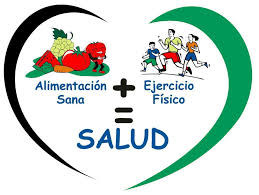 Alimentación
Sana
+
Ejercicio
Físico
=
SALUD